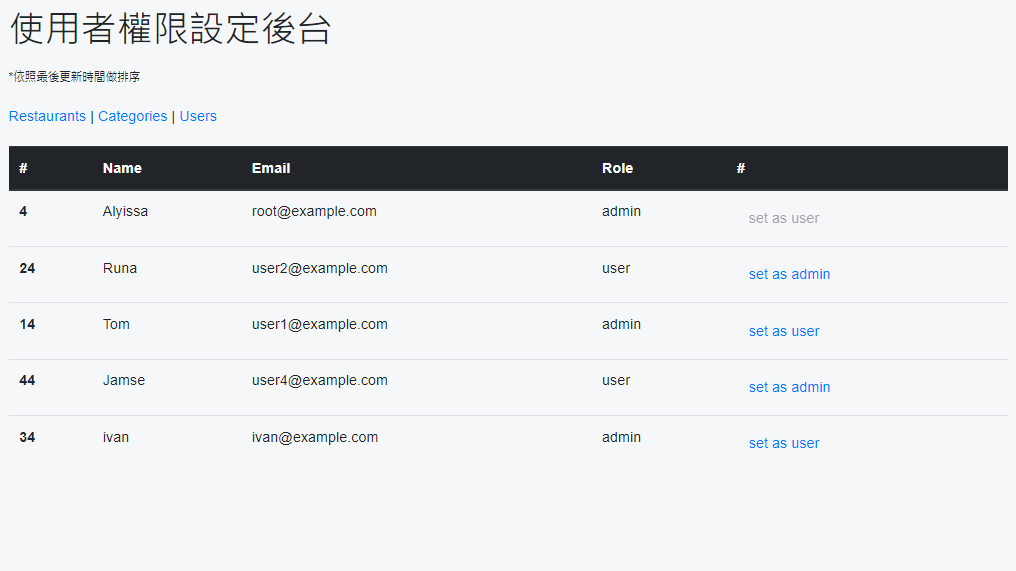 使用者權限設定後台
*依照最後更新時間做排序
Restaurants | Categories | Users
# Name Email Role #
4 Alyissa root@example.com admin set as user
24 Runa user2@example.com user set as admin
14 Tom user1@example.com admin set as user
44 Jamse user4@example.com user set as admin
34 ivan ivan@example.com admin set as user